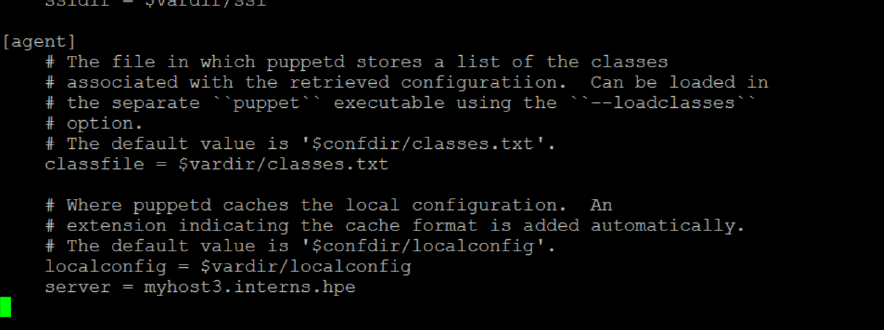 ssldir = $vardir/ssl
[agent]
# The file in which puppetd stores a list of the classes
# associated with the retrieved configuratiion.  Can be loaded in
# the separate ``puppet`` executable using the ``--loadclasses``
# option.
# The default value is '$confdir/classes.txt'.
classfile = $vardir/classes.txt
# Where puppetd caches the local configuration.  An
# extension indicating the cache format is added automatically.
# The default value is '$confdir/localconfig'.
localconfig = $vardir/localconfig
server = myhost3.interns.hpe